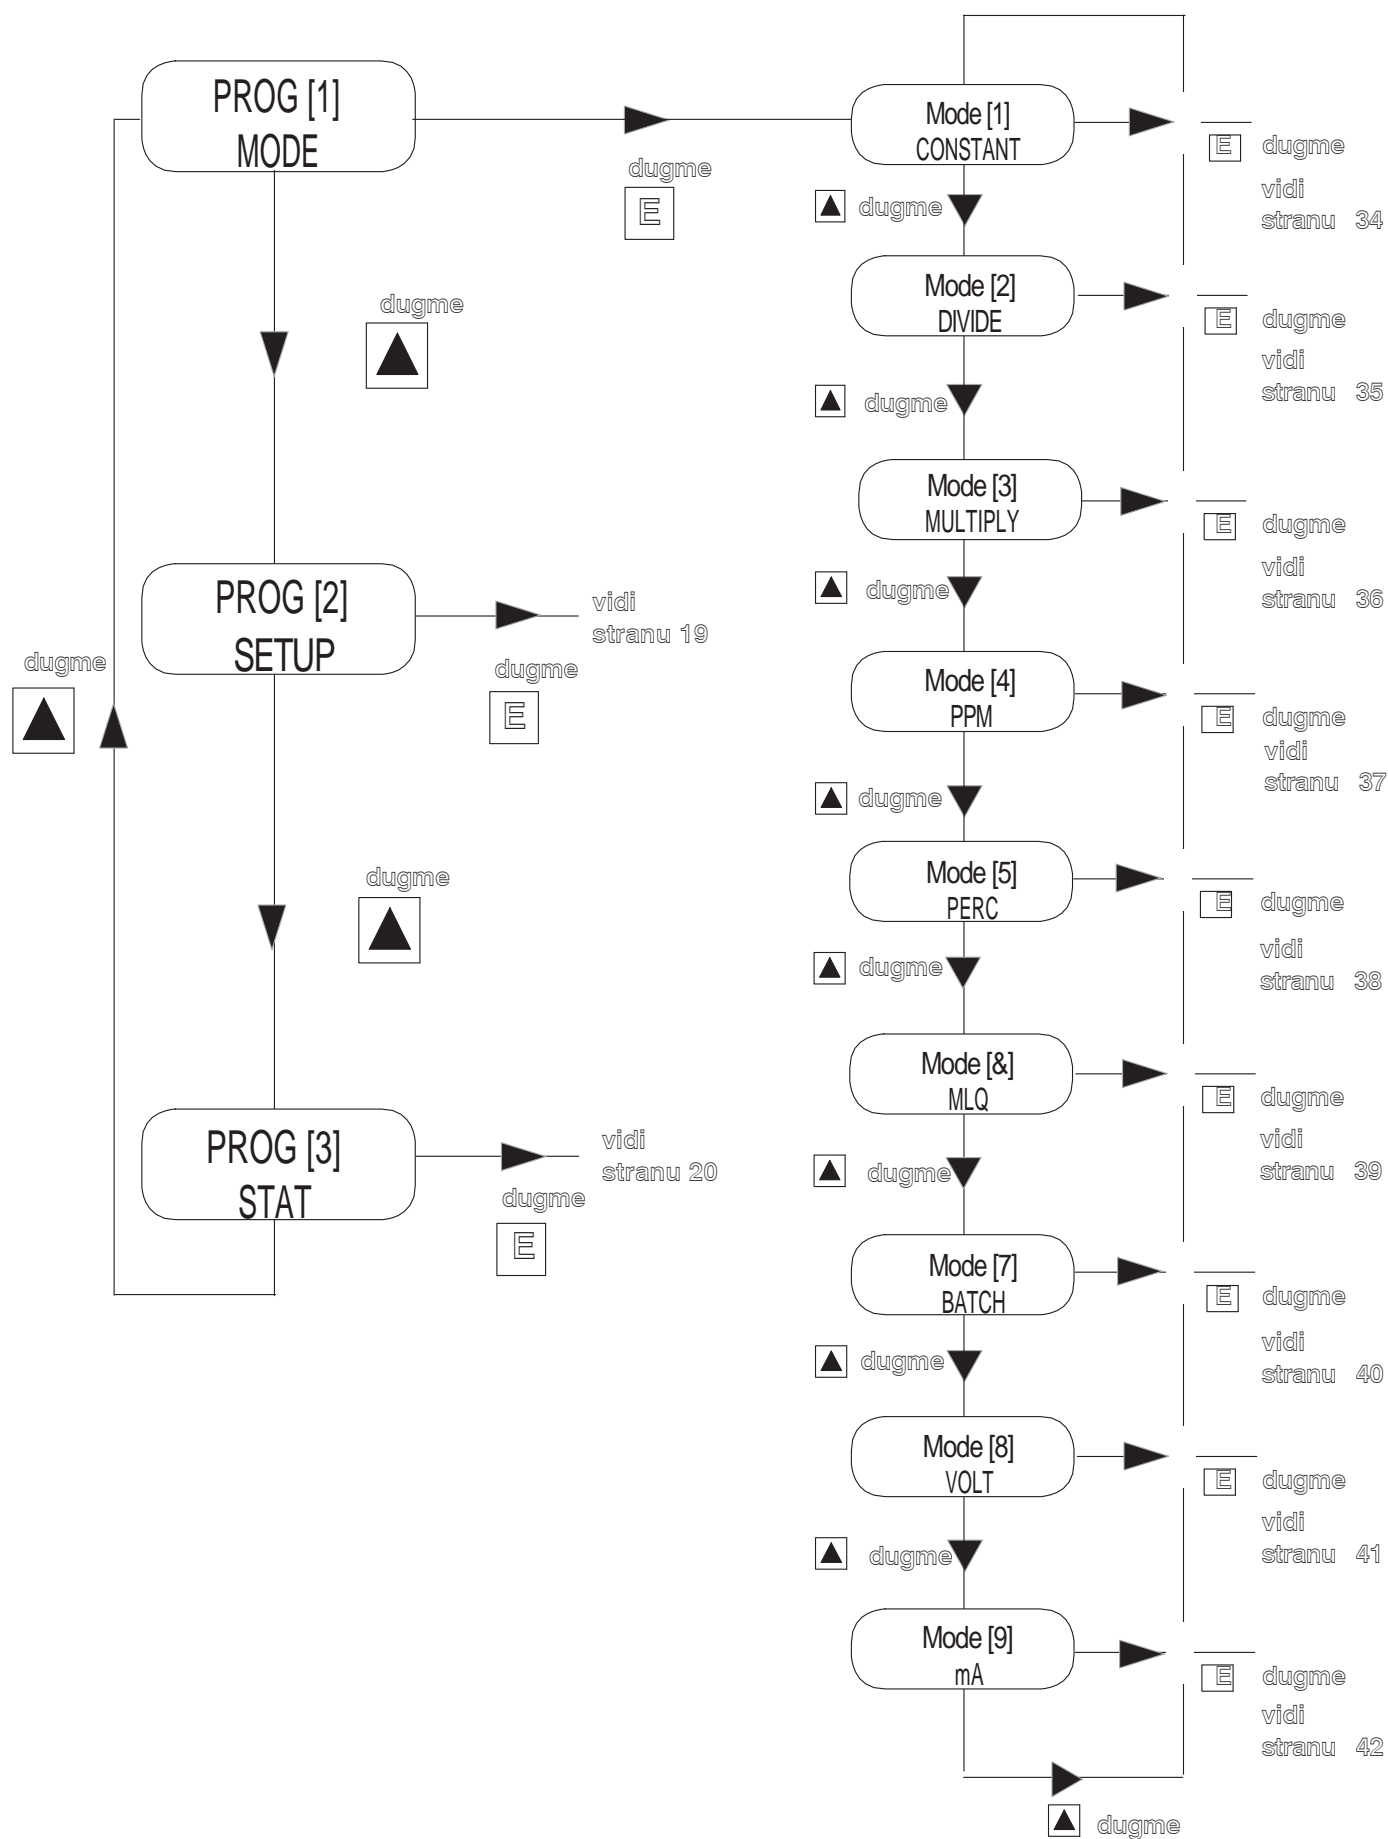 PROG [1]
MODE
dugme
E
dugme
PROG [2]
SETUP
vidi
stranu 19
dugme
E
dugme
dugme
PROG [3]
STAT
vidi
stranu 20
dugme
E
Mode [1]
CONSTANT
E dugme
vidi
stranu 34
dugme
Mode [2]
DIVIDE
E dugme
vidi
stranu 35
dugme
Mode [3]
MULTIPLY
E dugme
vidi
stranu 36
dugme
Mode [4]
PPM
E dugme
vidi
stranu 37
dugme
Mode [5]
PERC
E dugme
vidi
stranu 38
dugme
Mode [&]
MLQ
E dugme
vidi
stranu 39
dugme
Mode [7]
BATCH
E dugme
vidi
stranu 40
dugme
Mode [8]
VOLT
E dugme
vidi
stranu 41
dugme
Mode [9]
mA
E dugme
vidi
stranu 42
dugme